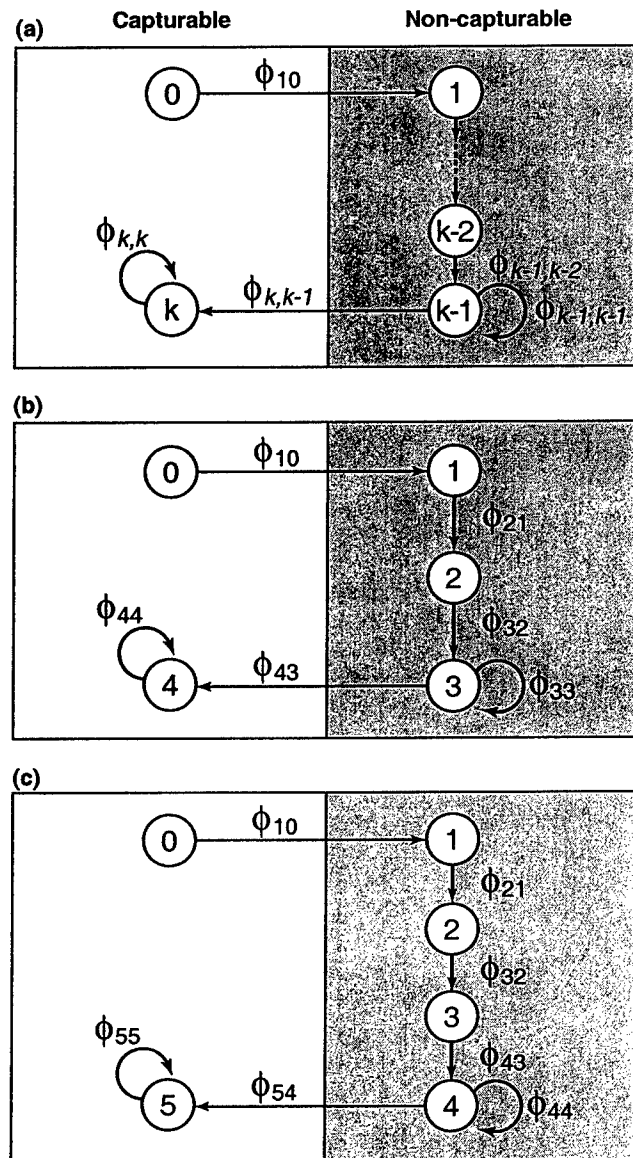 Capturable Non-capturable
(a)
0 ϕ10 1
k-2
ϕk,k ϕk-1,k-2
k ϕk,k-1 k-1 ϕk-1,k-1
(b)
0 ϕ10 1
ϕ21
2
ϕ44 ϕ32
4 ϕ43 3 ϕ33
(c)
0 ϕ10 1
ϕ21
2
ϕ32
3
ϕ55 ϕ43
5 ϕ54 4 ϕ44